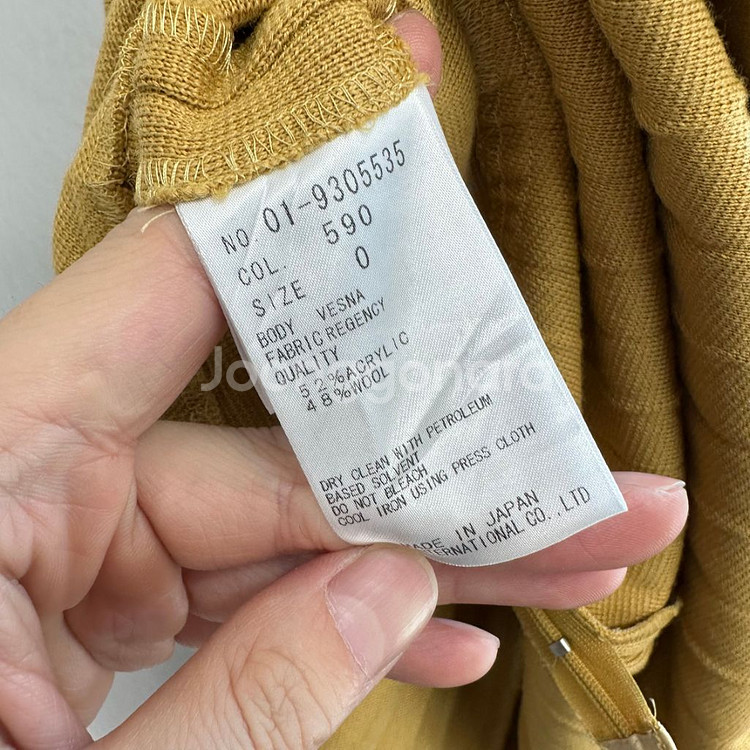 NO. 01-9305535
COL. 590
SIZE 0
BODY VESNA
FABRIC REGENCY
QUALITY
52%ACRYLIC
48%WOOL
DRY CLEAN WITH PETROLEUM
BASED SOLVENT
DO NOT BLEACH
COOL IRON USING PRESS CLOTH
MADE IN JAPAN
CO., LTD